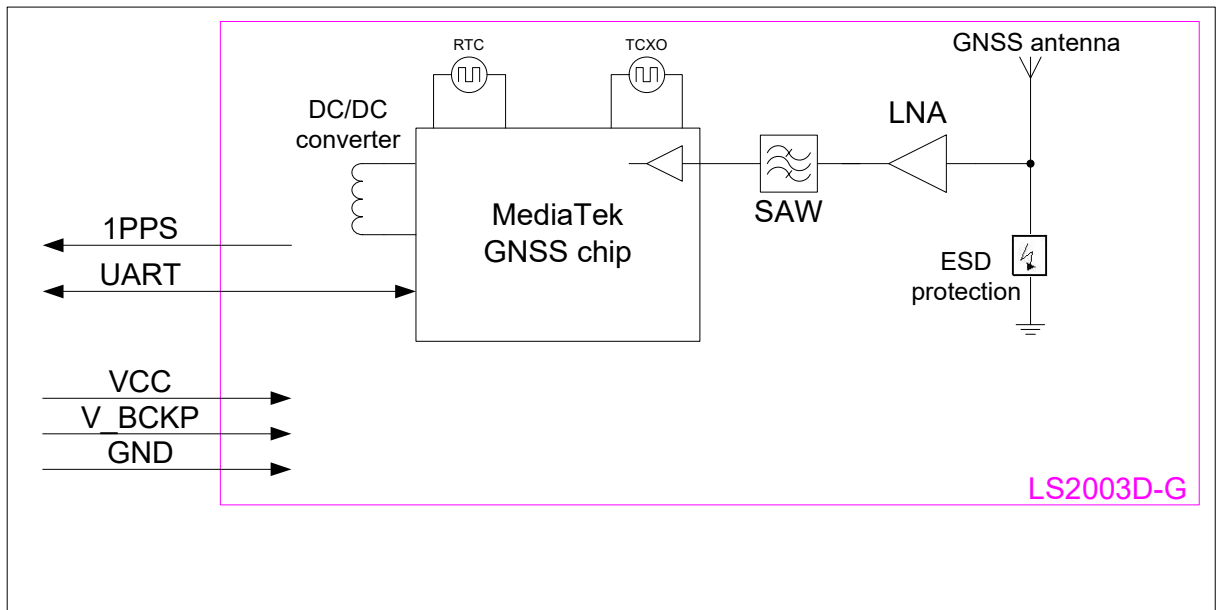 RTC
TCXO
GNSS antenna
DC/DC
converter
LNA
SAW
MediaTek
GNSS chip
1PPS
UART
ESD
protection
VCC
V_BCKP
GND
LS2003D-G